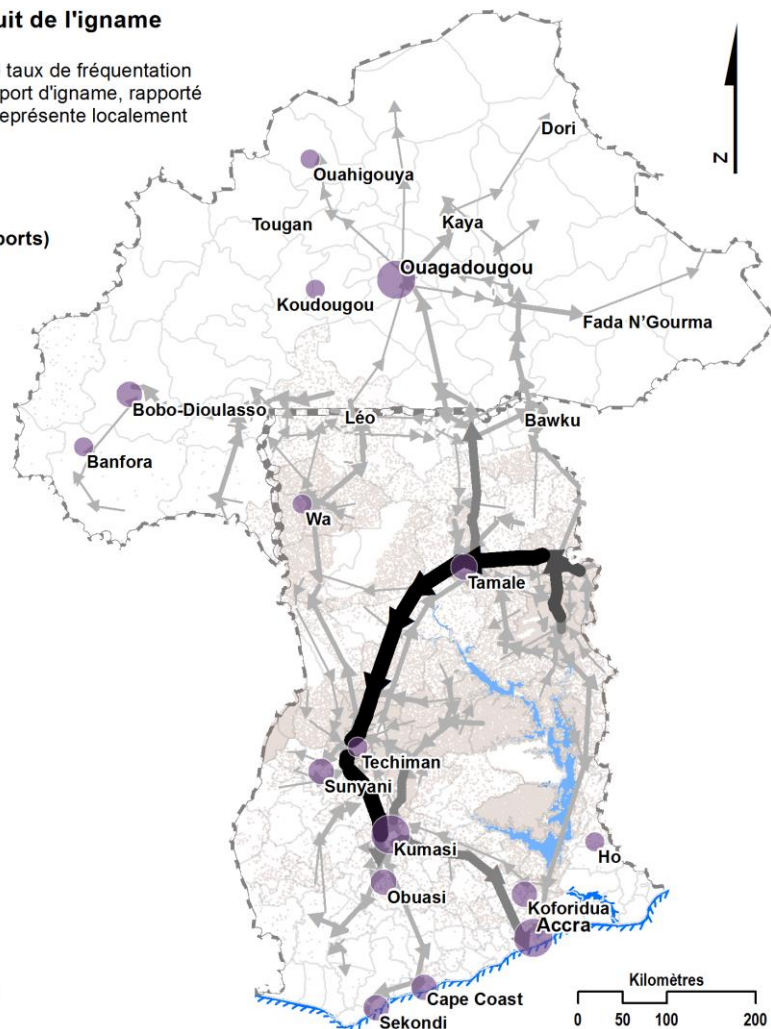 uit de l'igname
taux de fréquentation
port d'igname, rapporté
eprésente localement
ports)
N
Dori
Ouahigouya
Tougan
Kaya
Ouagadougou
Koudougou
Fada N'Gourma
Bobo-Dioulasso
Léo
Bawku
Banfora
Wa
Tamale
Techiman
Sunyani
Kumasi
Ho
Obuasi
Koforidua
Accra
Kilomètres
Cape Coast
0 50 100 200
Sekondi